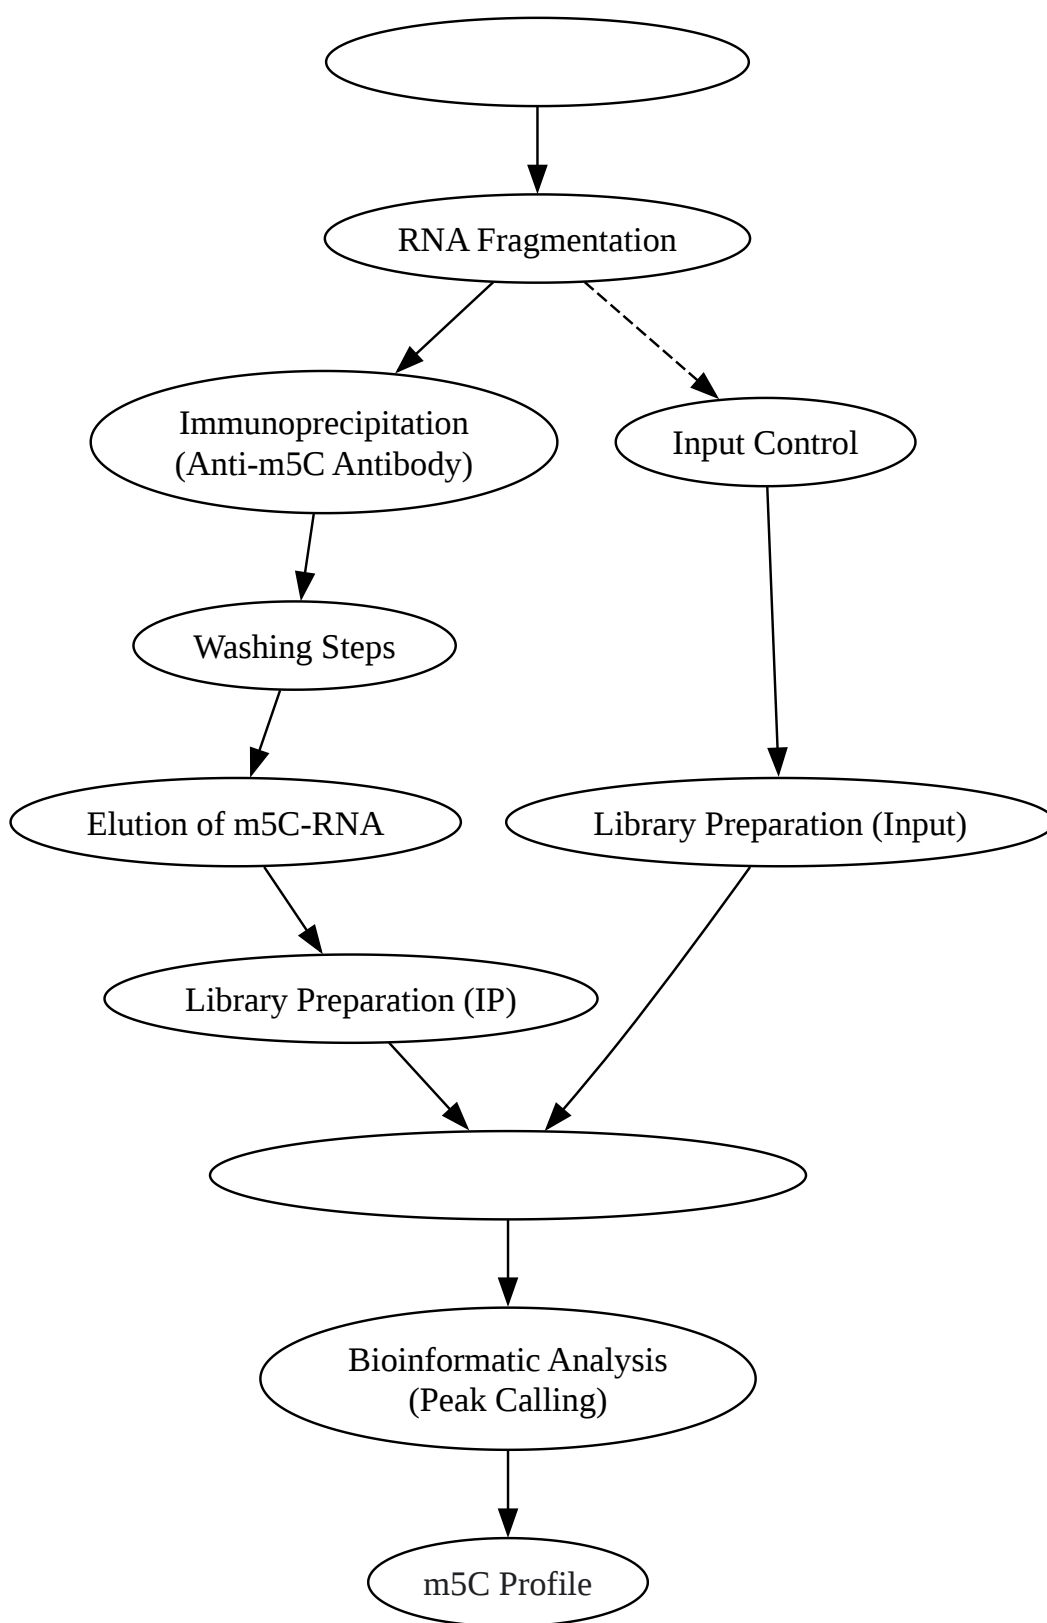 RNA Fragmentation
Immunoprecipitation
(Anti-m5C Antibody)
Input Control
Washing Steps
Elution of m5C-RNA
Library Preparation (Input)
Library Preparation (IP)
Bioinformatic Analysis
(Peak Calling)
m5C Profile